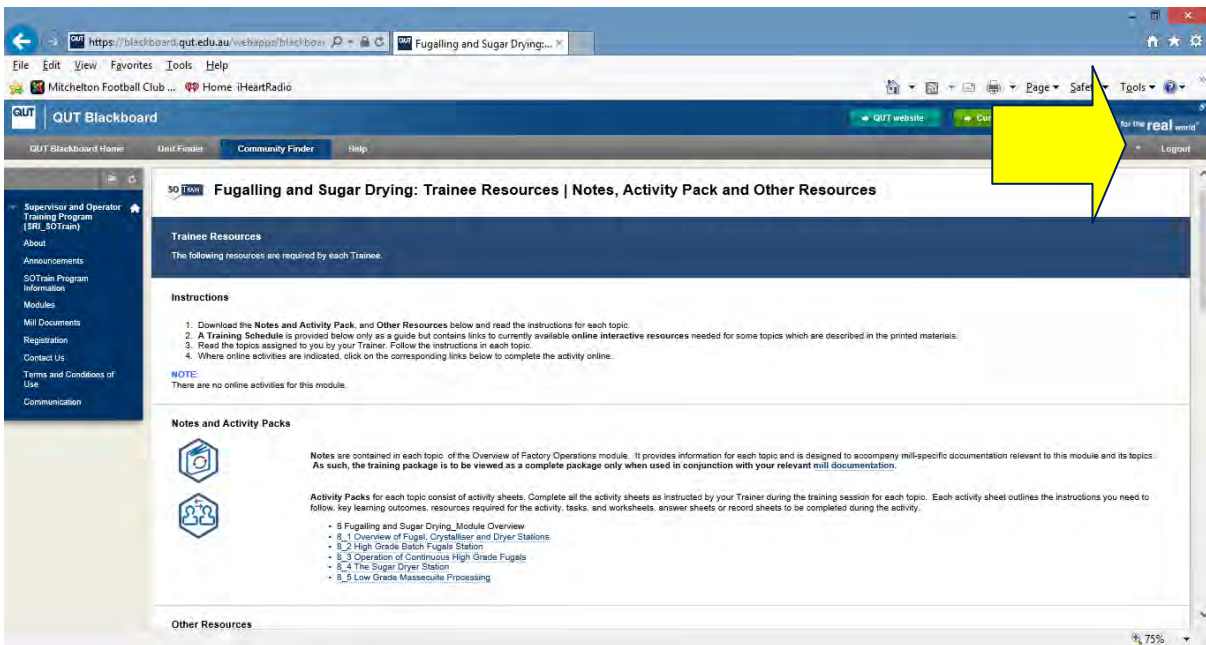 https://blackboard.qut.edu.au/webapps/blackboar
Fugalling and Sugar Drying:...
File Edit View Favorites Tools Help
Mitchelton Football Club ... Home iHeartRadio
Page Safet Tools
QUT QUT Blackboard
QUT website
Cur
for the real world
QUT Blackboard Home Unit Finder Community Finder Help
Logout
Supervisor and Operator
Training Program
(SRI_SOTrain)
About
Announcements
SOTrain Program
Information
Modules
Mill Documents
Registration
Contact Us
Terms and Conditions of
Use
Communication
SO TRAIN Fugalling and Sugar Drying: Trainee Resources | Notes, Activity Pack and Other Resources
Trainee Resources
The following resources are required by each Trainee.
Instructions
1. Download the Notes and Activity Pack, and Other Resources below and read the instructions for each topic.
2. A Training Schedule is provided below only as a guide but contains links to currently available online interactive resources needed for some topics which are described in the printed materials.
3. Read the topics assigned to you by your Trainer. Follow the instructions in each topic.
4. Where online activities are indicated, click on the corresponding links below to complete the activity online.
NOTE:
There are no online activities for this module.
Notes and Activity Packs
Notes are contained in each topic of the Overview of Factory Operations module. It provides information for each topic and is designed to accompany mill-specific documentation relevant to this module and its topics.
As such, the training package is to be viewed as a complete package only when used in conjunction with your relevant mill documentation.
Activity Packs for each topic consist of activity sheets. Complete all the activity sheets as instructed by your Trainer during the training session for each topic. Each activity sheet outlines the instructions you need to
follow, key learning outcomes, resources required for the activity, tasks, and worksheets, answer sheets or record sheets to be completed during the activity.
• 8 Fugalling and Sugar Drying_Module Overview
• 8_1 Overview of Fugal, Crystalliser and Dryer Stations
• 8_2 High Grade Batch Fugals Station
• 8_3 Operation of Continuous High Grade Fugals
• 8_4 The Sugar Dryer Station
• 8_5 Low Grade Massecuite Processing
Other Resources
75%